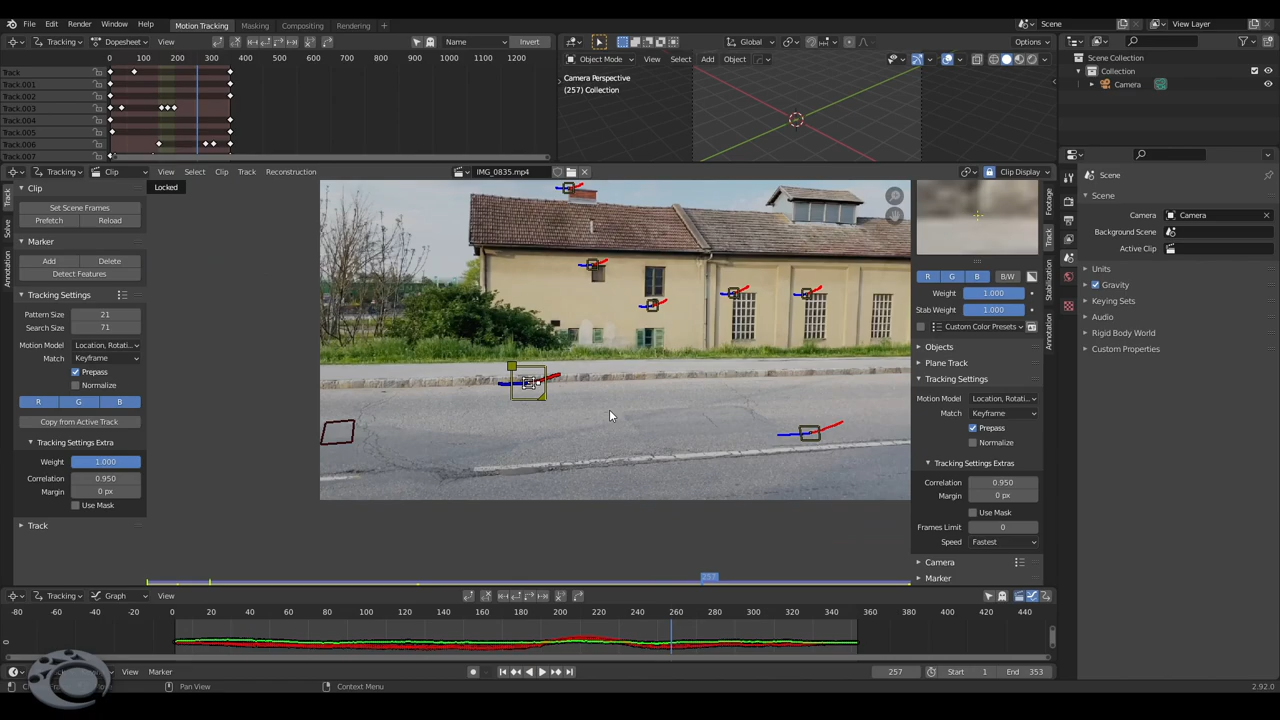 File Edit Render Window Help Motion Tracking Masking Compositing Rendering Scene View Layer
Tracking Dopesheet View Name Invert
0 100 200 300 400 500 600 700 800 900 1000 1100 1200
Track
Track.001
Track.002
Track.003
Track.004
Track.005
Track.006
Track.007
Global Options
Object Mode View Select Add Object
Camera Perspective
(257) Collection
Scene Collection
Collection
Camera
Tracking Clip View Select Clip Track Reconstruction IMG_0835.mp4 Clip Display
Locked
Track
Solve
Annotation
Clip
Set Scene Frames
Prefetch Reload
Marker
Add Delete
Detect Features
Tracking Settings
Pattern Size 21
Search Size 71
Motion Model Location, Rotati..
Match Keyframe
Prepass
Normalize
R G B
Copy from Active Track
Tracking Settings Extra
Weight 1.000
Correlation 0.950
Margin 0 px
Use Mask
Track
Footage
Track
Stabilization
Annotation
R G B B/W
Weight 1.000
Stab Weight 1.000
Custom Color Presets
Objects
Plane Track
Tracking Settings
Motion Model Location, Rotati...
Match Keyframe
Prepass
Normalize
Tracking Settings Extras
Correlation 0.950
Margin 0 px
Use Mask
Frames Limit 0
Speed Fastest
Camera
Marker
Scene
Scene
Camera Camera
Background Scene
Active Clip
Units
Gravity
Keying Sets
Audio
Rigid Body World
Custom Properties
257
Tracking Graph View
-80 -60 -40 -20 0 20 40 60 80 100 120 140 160 180 200 220 240 260 280 300 320 340 360 380 400 420 440
0
View Marker 257 Start 1 End 353
Pan View Context Menu 2.92.0